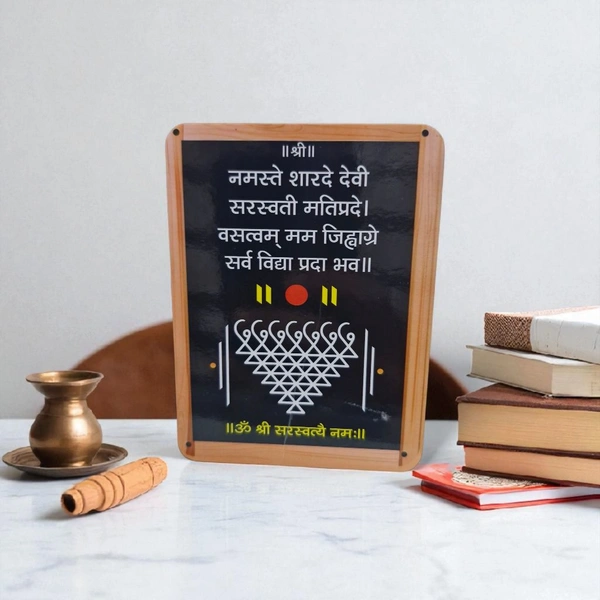 ॥श्री॥
नमस्ते शारदे देवी
सरस्वती मतिप्रदे।
वसत्वम् मम जिह्वाग्रे
सर्व विद्या प्रदा भव॥
॥ॐ श्री सरस्वत्यै नमः॥